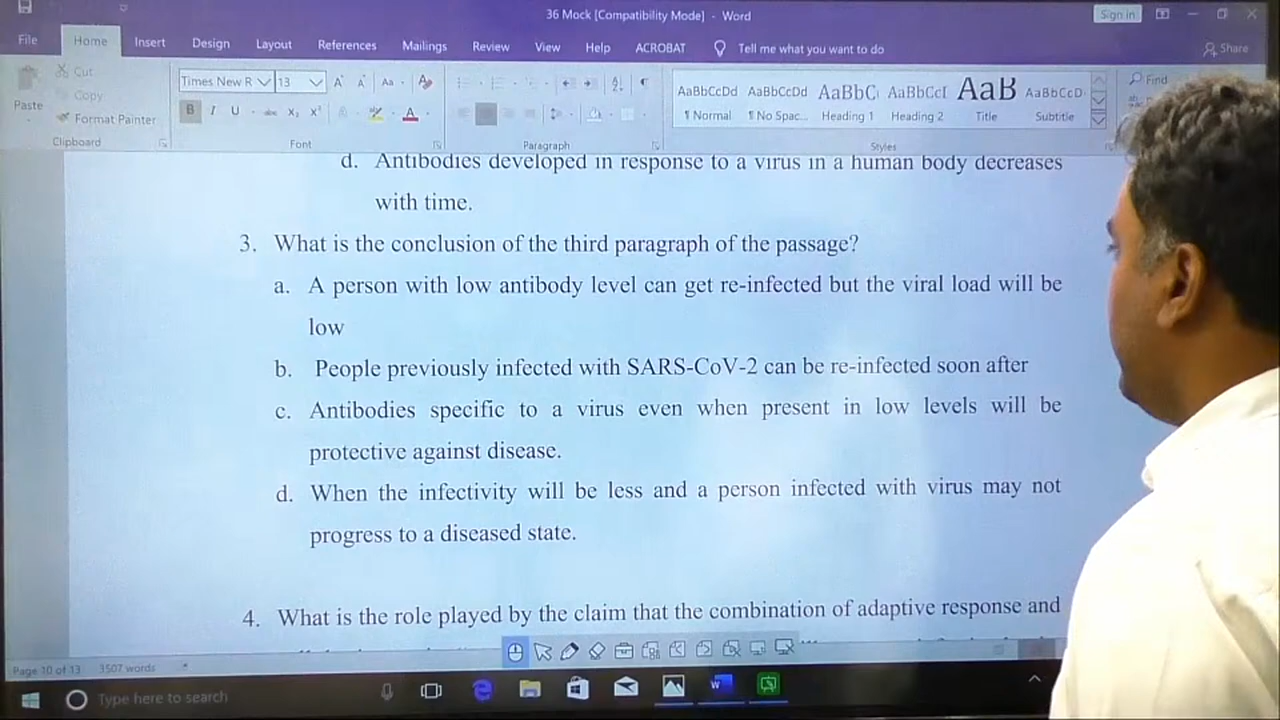 36 Mock [Compatibility Mode] - Word
Sign in
File Home Insert Design Layout References Mailings Review View Help ACROBAT Tell me what you want to do Share
Cut
Copy
Paste
Format Painter
Clipboard
Times New R 13
Font
Paragraph
AaBbCcDd AaBbCcDd AaBbC AaBbCcI AaB AaBbCcD
¶ Normal ¶ No Spac... Heading 1 Heading 2 Title Subtitle
Styles
Find
d. Antibodies developed in response to a virus in a human body decreases
with time.
3. What is the conclusion of the third paragraph of the passage?
a. A person with low antibody level can get re-infected but the viral load will be
low
b. People previously infected with SARS-CoV-2 can be re-infected soon after
c. Antibodies specific to a virus even when present in low levels will be
protective against disease.
d. When the infectivity will be less and a person infected with virus may not
progress to a diseased state.
4. What is the role played by the claim that the combination of adaptive response and
Page 10 of 13 3507 words
Type here to search